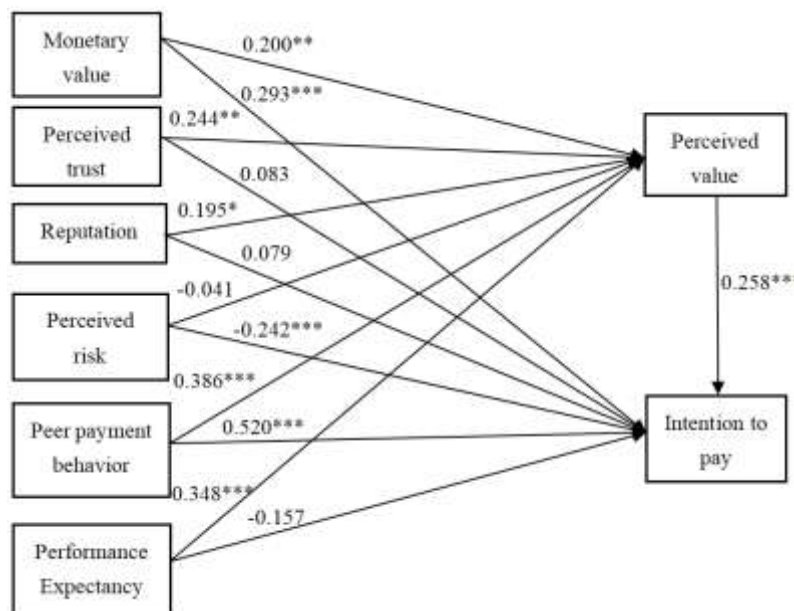 Monetary
value
0.200**
0.293***
Perceived
trust
0.244**
0.083
Perceived
value
Reputation
0.195*
0.079
Perceived
risk
-0.041
-0.242***
0.258**
Peer payment
behavior
0.386***
0.520***
Intention to
pay
Performance
Expectancy
0.348***
-0.157